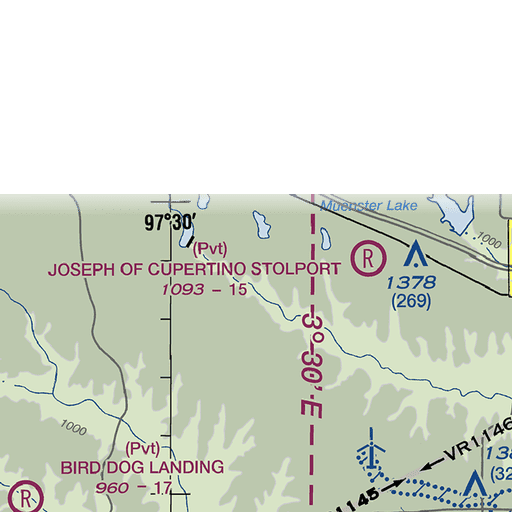 Muenster Lake
97°30'
1000
(Pvt)
JOSEPH OF CUPERTINO STOLPORT
1093 - 15
R
1378
(269)
3°30'E
1000
(Pvt)
BIRD DOG LANDING
960 - 17
R
VR1146
1145